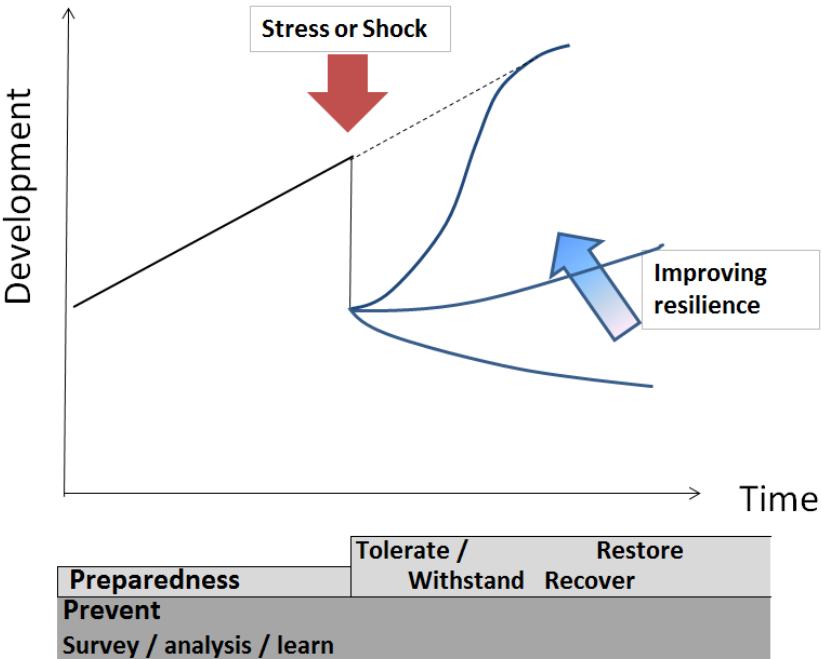 Stress or Shock
Development
Improving
resilience
Time
Tolerate / Restore
Withstand Recover
Preparedness
Prevent
Survey / analysis / learn